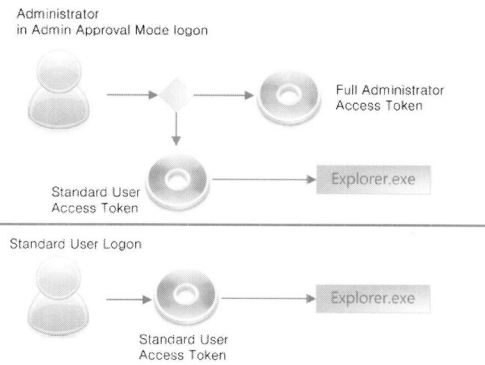 Administrator
in Admin Approval Mode logon
Full Administrator
Access Token
Standard User
Access Token
Explorer.exe
Standard User Logon
Explorer.exe
Standard User
Access Token